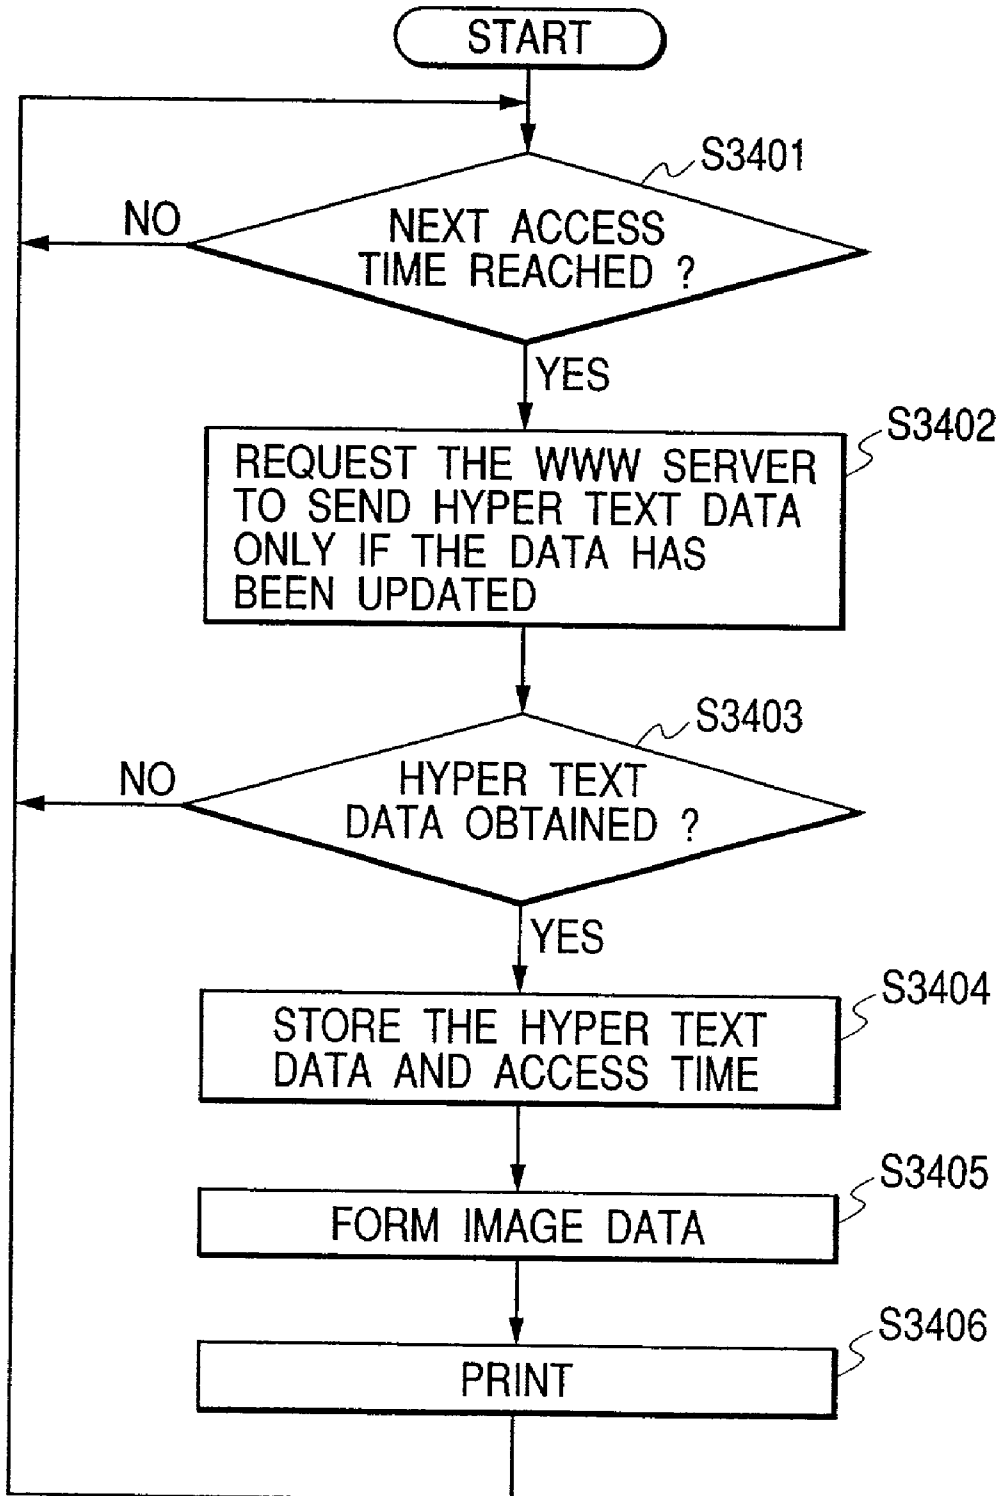 START
S3401
NEXT ACCESS
TIME REACHED ?
NO
YES
S3402
REQUEST THE WWW SERVER
TO SEND HYPER TEXT DATA
ONLY IF THE DATA HAS
BEEN UPDATED
S3403
HYPER TEXT
DATA OBTAINED ?
NO
YES
S3404
STORE THE HYPER TEXT
DATA AND ACCESS TIME
S3405
FORM IMAGE DATA
S3406
PRINT